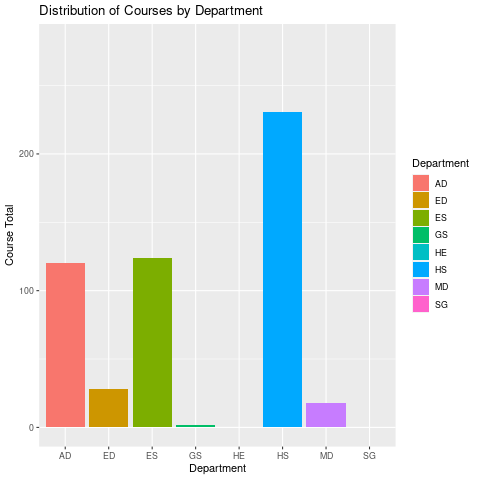 Distribution of Courses by Department
Course Total
200
100
0
AD ED ES GS HE HS MD SG
Department
Department
AD
ED
ES
GS
HE
HS
MD
SG